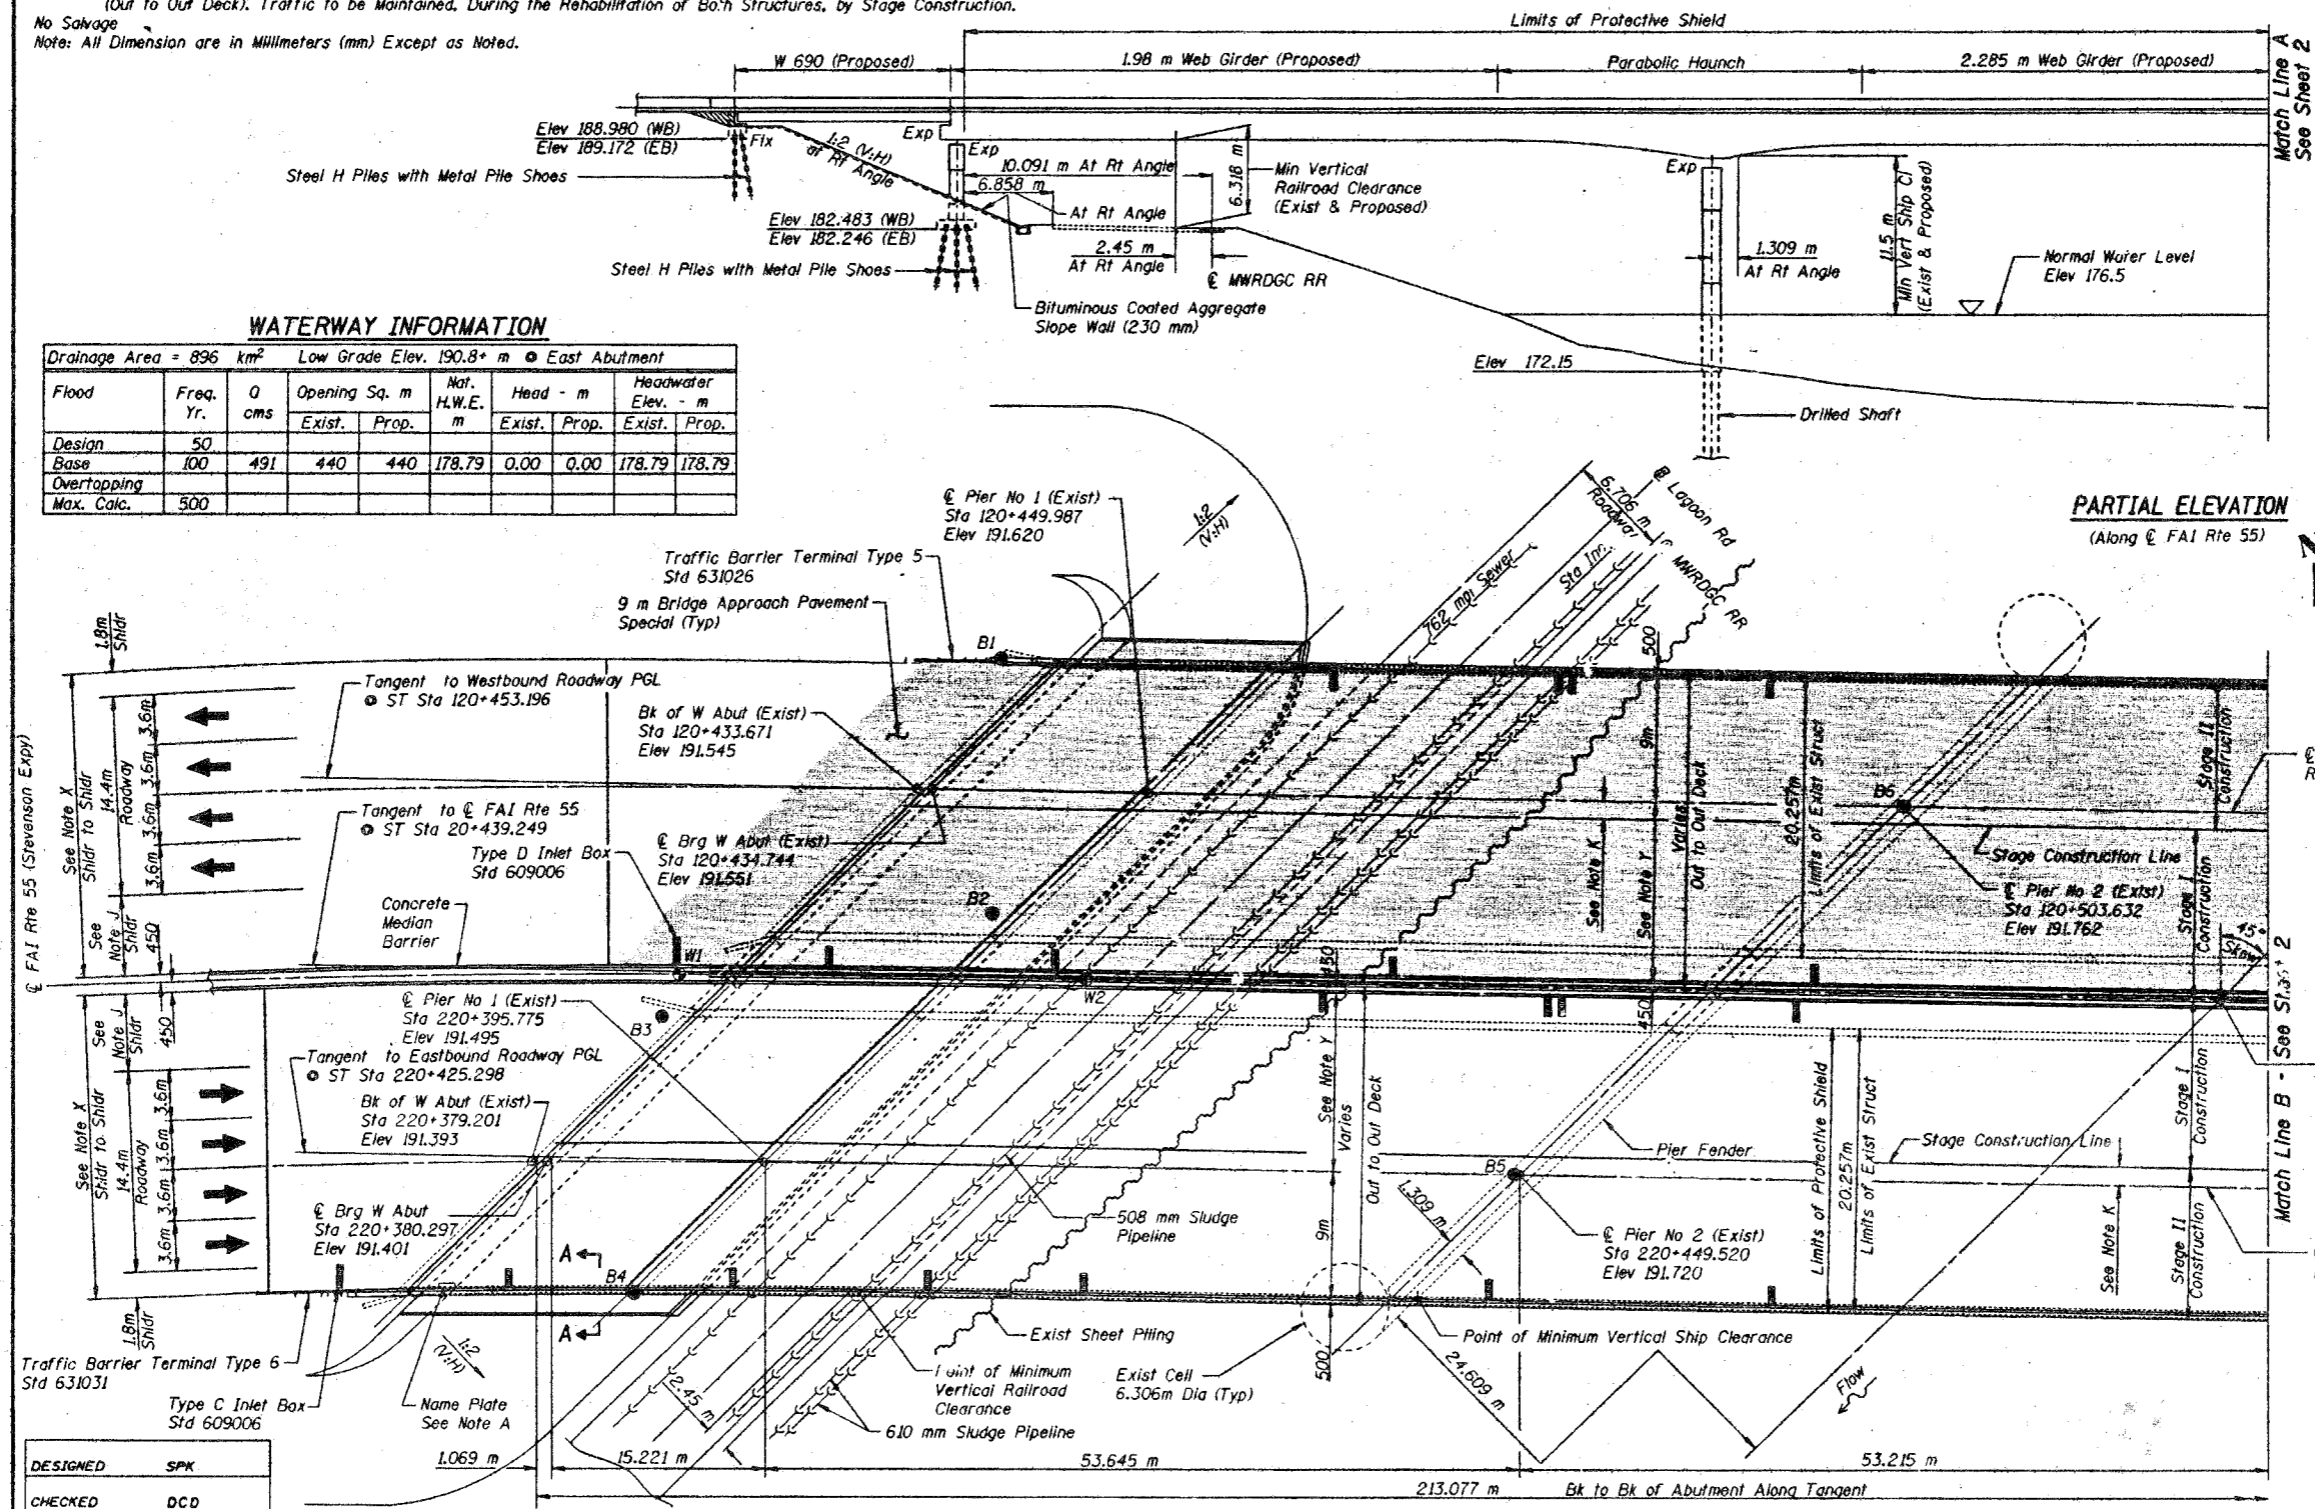 (Out to Out Deck). Traffic to be Maintained, During the Rehabilitation of Both Structures, by Stage Construction.
No Salvage
Note: All Dimension are in Millimeters (mm) Except as Noted.
Limits of Protective Shield
W 690 (Proposed)
1.98 m Web Girder (Proposed)
Parabolic Haunch
2.285 m Web Girder (Proposed)
Match Line A
See Sheet 2
Elev 188.980 (WB)
Elev 189.172 (EB)
Fix
1:2 (V:H)
at Rt Angle
Exp
Exp
Exp
10.091 m At Rt Angle
6.858 m
At Rt Angle
6.318 m
Min Vertical
Railroad Clearance
(Exist & Proposed)
Steel H Piles with Metal Pile Shoes
Elev 182.483 (WB)
Elev 182.246 (EB)
2.45 m
At Rt Angle
Steel H Piles with Metal Pile Shoes
℄ MWRDGC RR
Bituminous Coated Aggregate
Slope Wall (230 mm)
1.309 m
At Rt Angle
11.5 m
Min Vert Ship Cl
(Exist & Proposed)
Normal Water Level
Elev 176.5
Elev 172.15
Drilled Shaft
WATERWAY INFORMATION
Drainage Area = 896 km² Low Grade Elev. 190.8+ m @ East Abutment
Flood Freq. Yr. Q cms Opening Sq. m Nat. H.W.E. m Head - m Headwater Elev. - m
Exist. Prop. Exist. Prop. Exist. Prop.
Design 50
Base 100 491 440 440 178.79 0.00 0.00 178.79 178.79
Overtopping
Max. Calc. 500
PARTIAL ELEVATION
(Along ℄ FAI Rte 55)
℄ Pier No 1 (Exist)
Sta 120+449.987
Elev 191.620
1:2
(V:H)
6.706 m
Roadway
Lagoon Rd
℄ MWRDGC RR
Sta Inc.
Sewer
Traffic Barrier Terminal Type 5
Std 631026
9 m Bridge Approach Pavement
Special (Typ)
B1
500
1.8m
Shldr
Tangent to Westbound Roadway PGL
@ ST Sta 120+453.196
Bk of W Abut (Exist)
Sta 120+433.671
Elev 191.545
Tangent to ℄ FAI Rte 55
@ ST Sta 20+439.249
Type D Inlet Box
Std 609006
℄ Brg W Abut (Exist)
Sta 120+434.744
Elev 191.551
Concrete
Median
Barrier
℄ FAI Rte 55 (Stevenson Expy)
See Note X
Shldr to Shldr
14.4m
Roadway
3.6m
3.6m
3.6m
3.6m
See
Note J
Shldr
450
B2
W1
W2
B3
9m
See Note K
See Note Y
Varies
Out to Out Deck
20.257m
Limits of Exist Struct
B6
Stage II
Construction
Stage Construction Line
℄ Pier No 2 (Exist)
Sta 120+503.632
Elev 191.762
Stage I
Construction
45°
Skew
450
450
℄ Pier No 1 (Exist)
Sta 220+395.775
Elev 191.495
Tangent to Eastbound Roadway PGL
@ ST Sta 220+425.298
Bk of W Abut (Exist)
Sta 220+379.201
Elev 191.393
See
Note J
Shldr
450
See Note X
Shldr to Shldr
14.4m
Roadway
3.6m
3.6m
3.6m
3.6m
℄ Brg W Abut
Sta 220+380.297
Elev 191.401
See Note Y
Varies
Out to Out Deck
9m
Pier Fender
B5
1.309 m
508 mm Sludge
Pipeline
℄ Pier No 2 (Exist)
Sta 220+449.520
Elev 191.720
Limits of Protective Shield
20.257m
Limits of Exist Struct
Stage Construction Line
Stage I
Construction
See Note K
Stage II
Construction
Match Line B - See Sheet 2
A
A
B4
1.8m
Shldr
Traffic Barrier Terminal Type 6
Std 631031
1:2
(V:H)
Type C Inlet Box
Std 609006
Name Plate
See Note A
2.45 m
Exist Sheet Piling
Point of Minimum
Vertical Railroad
Clearance
610 mm Sludge Pipeline
Exist Cell
6.306m Dia (Typ)
500
Point of Minimum Vertical Ship Clearance
24.609 m
Flow
1.069 m
15.221 m
53.645 m
53.215 m
213.077 m Bk to Bk of Abutment Along Tangent
DESIGNED SPK
CHECKED DCD